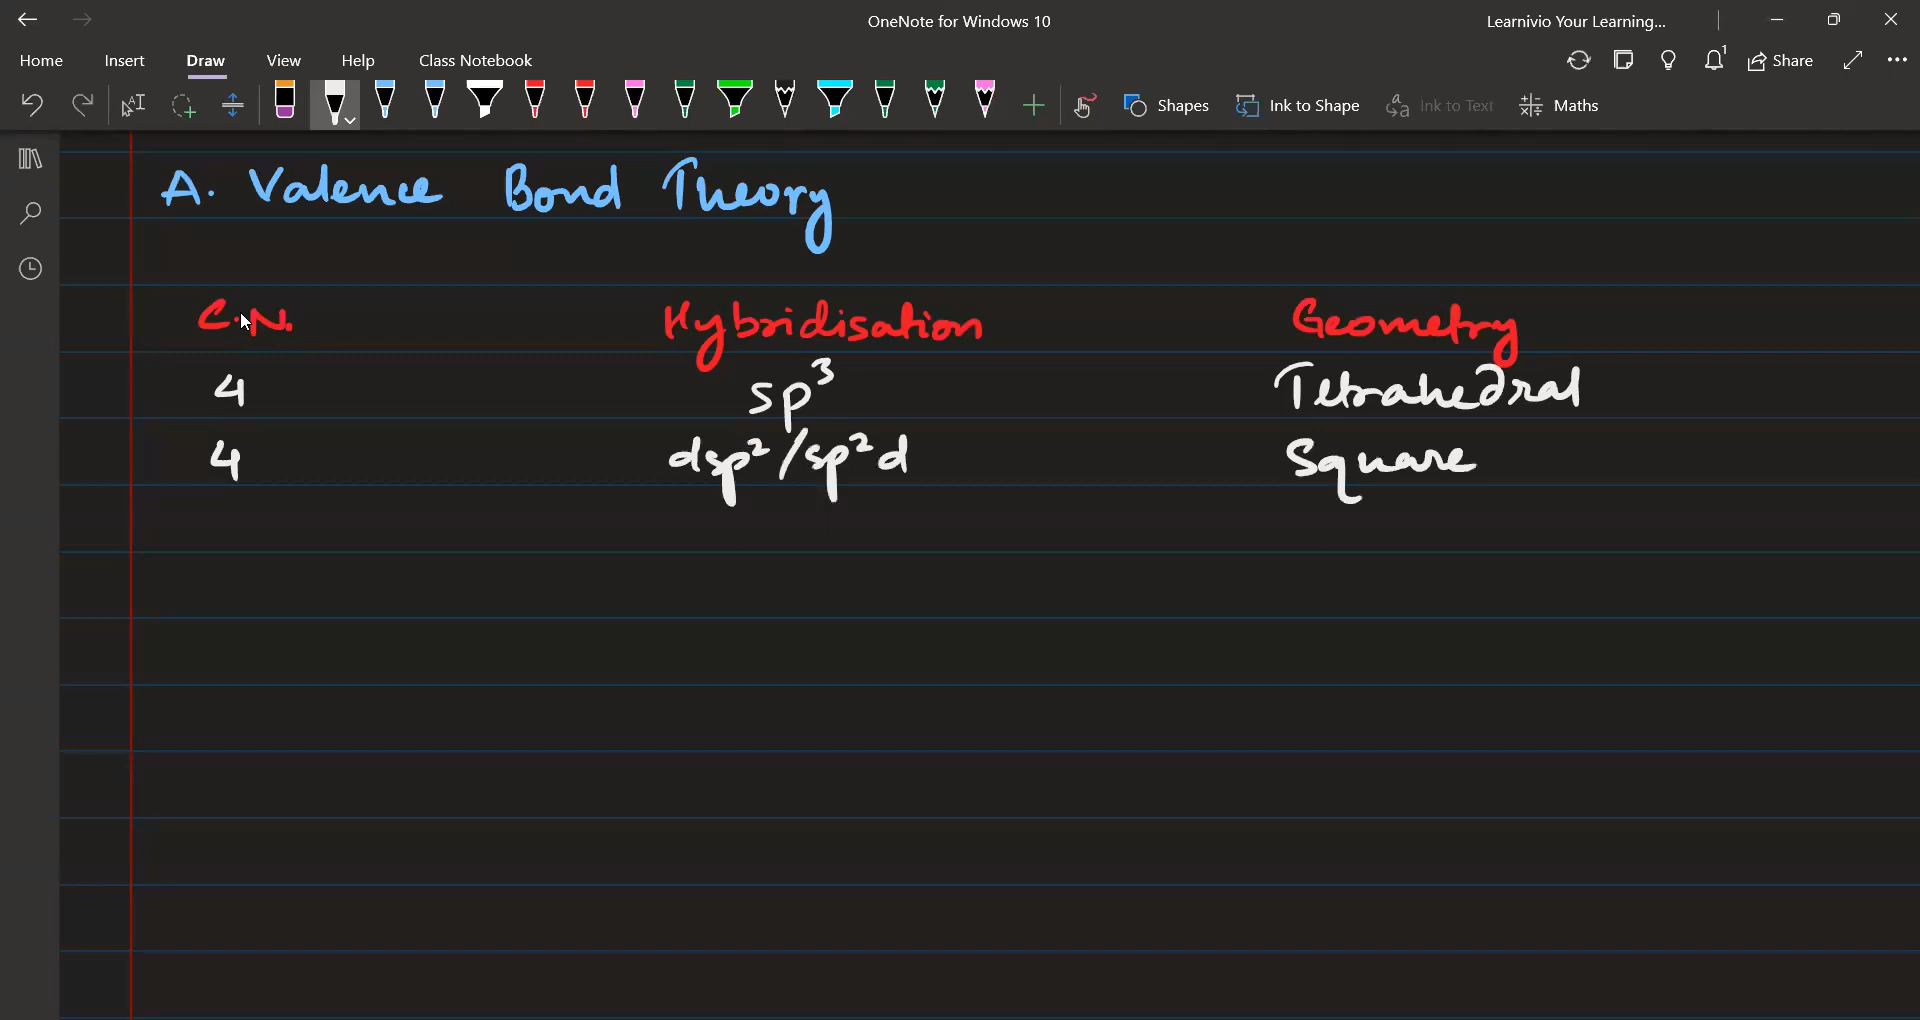 OneNote for Windows 10 Learnivio Your Learning...
Home Insert Draw View Help Class Notebook 1 Share
Shapes Ink to Shape Ink to Text Maths
A. Valence Bond Theory
C.N. Hybridisation Geometry
4 sp³ Tetrahedral
4 dsp²/sp²d Square